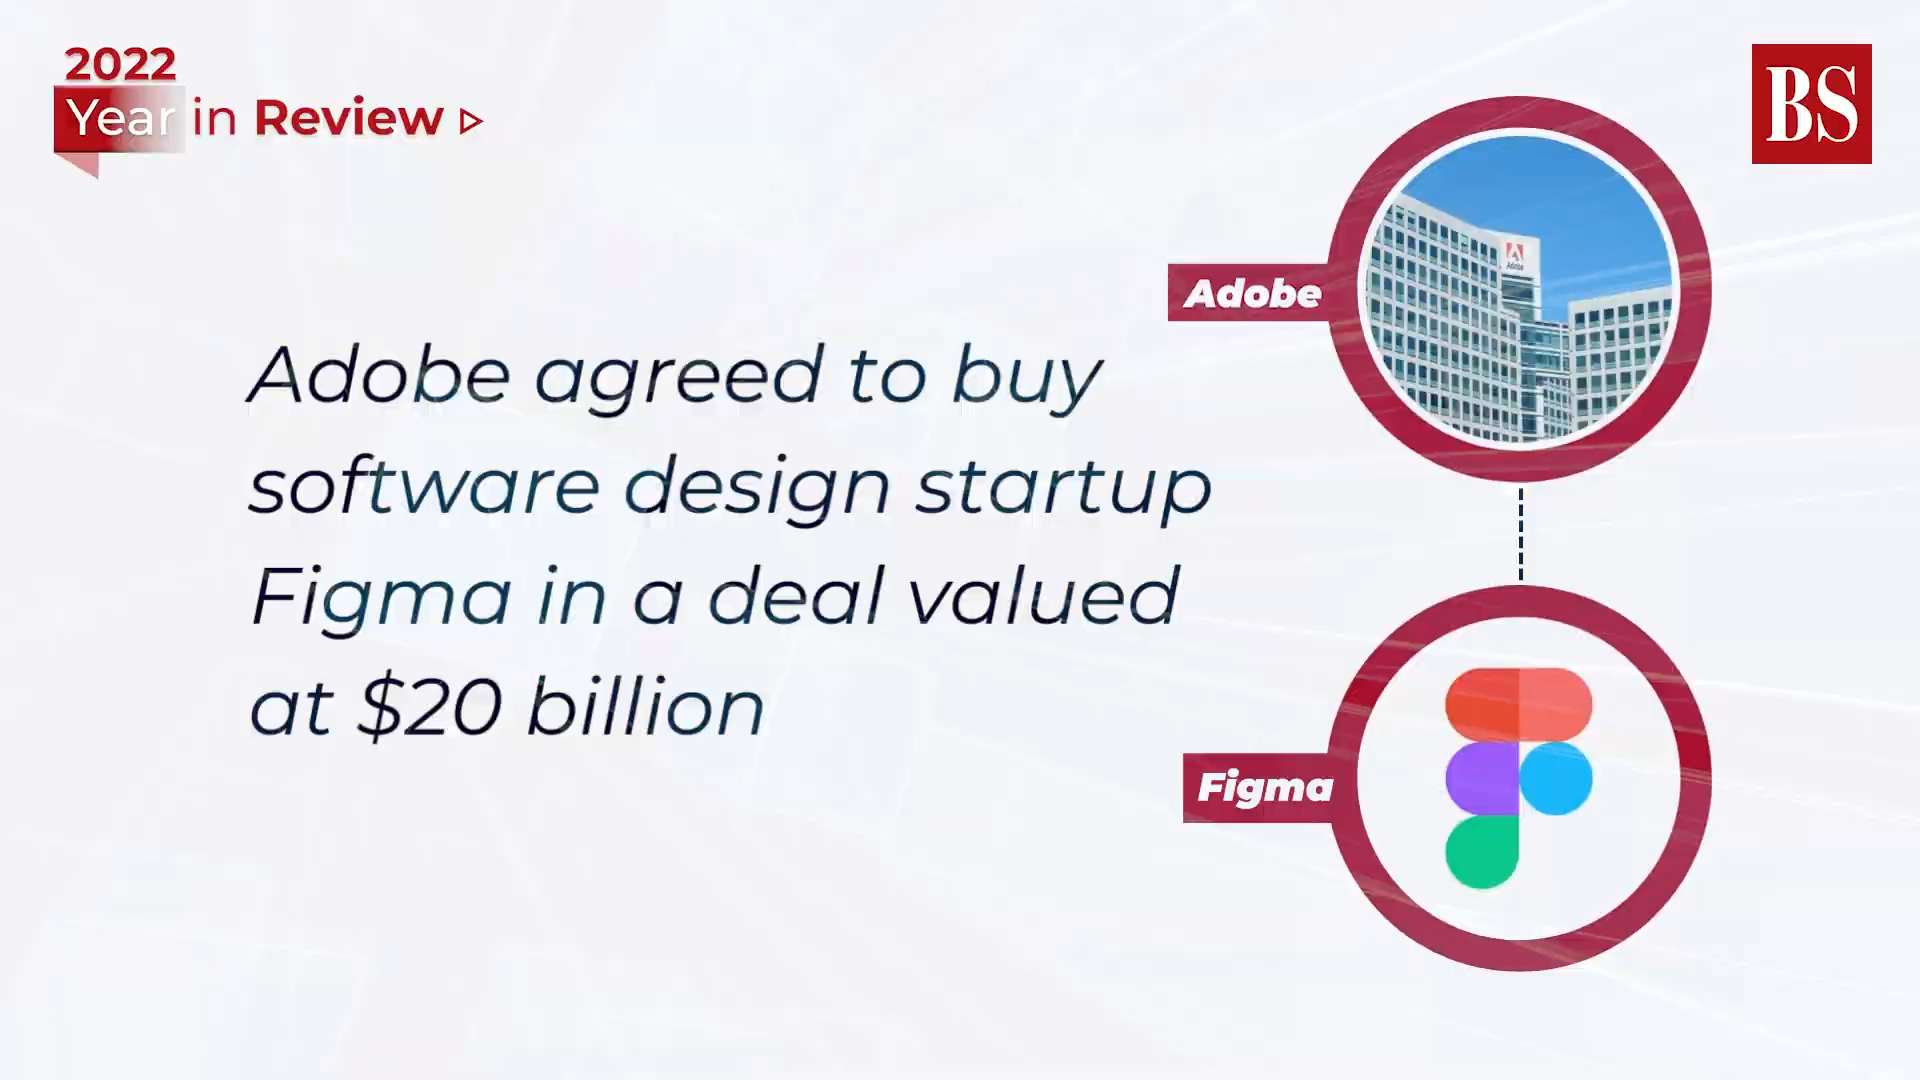 2022
Year in Review
BS
Adobe
Adobe
Adobe agreed to buy
software design startup
Figma in a deal valued
at $20 billion
Figma